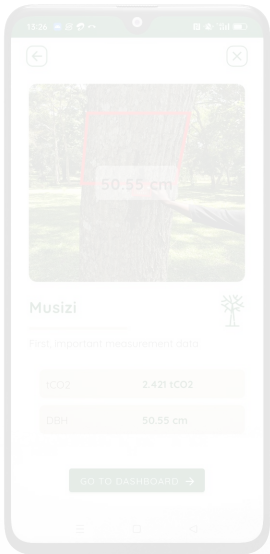 18:26
50.55 cm
Musizi
First, important measurement data
tCO2 2.421 tCO2
DBH 50.55 cm
GO TO DASHBOARD →